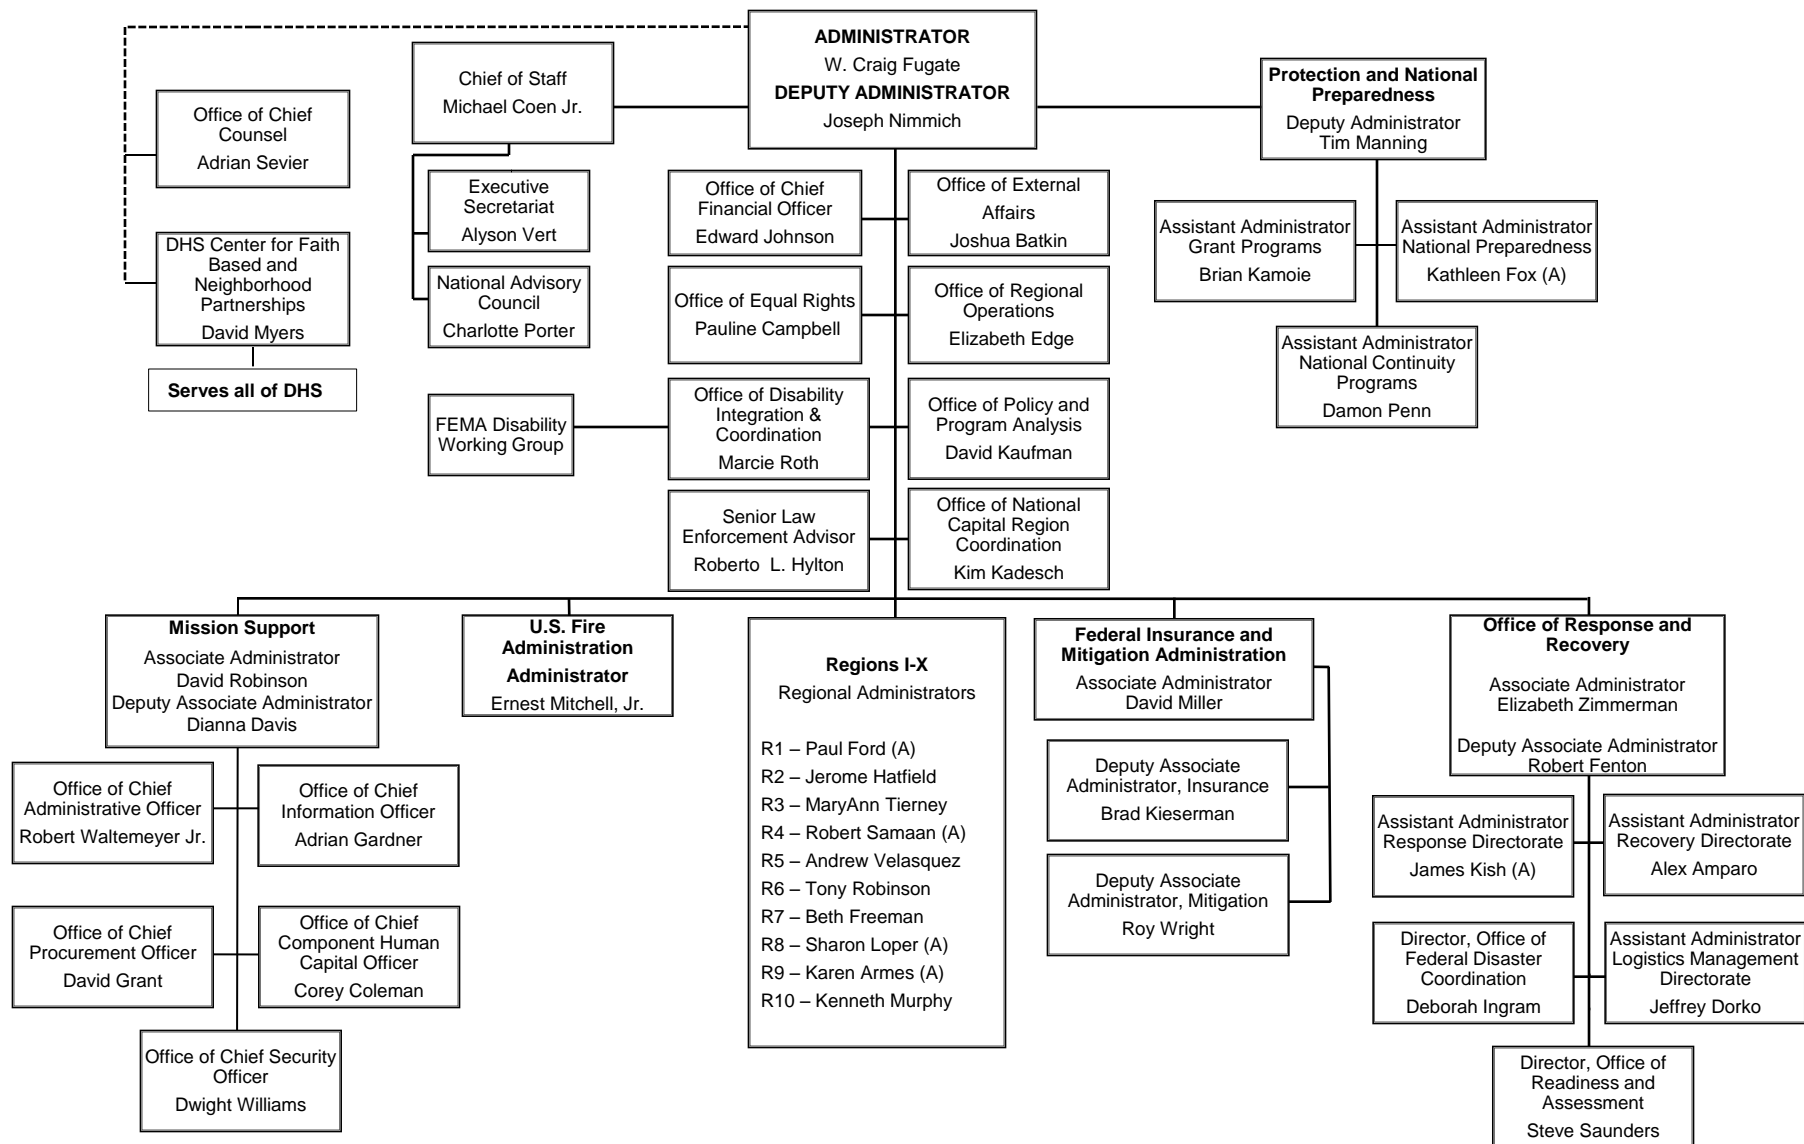 ADMINISTRATOR
W. Craig Fugate
DEPUTY ADMINISTRATOR
Joseph Nimmich
Chief of Staff
Michael Coen Jr.
Protection and National
Preparedness
Deputy Administrator
Tim Manning
Office of Chief
Counsel
Adrian Sevier
DHS Center for Faith
Based and
Neighborhood
Partnerships
David Myers
Serves all of DHS
Executive
Secretariat
Alyson Vert
National Advisory
Council
Charlotte Porter
Office of Chief
Financial Officer
Edward Johnson
Office of External
Affairs
Joshua Batkin
Office of Equal Rights
Pauline Campbell
Office of Regional
Operations
Elizabeth Edge
FEMA Disability
Working Group
Office of Disability
Integration &
Coordination
Marcie Roth
Office of Policy and
Program Analysis
David Kaufman
Senior Law
Enforcement Advisor
Roberto  L. Hylton
Office of National
Capital Region
Coordination
Kim Kadesch
Assistant Administrator
Grant Programs
Brian Kamoie
Assistant Administrator
National Preparedness
Kathleen Fox (A)
Assistant Administrator
National Continuity
Programs
Damon Penn
Mission Support
Associate Administrator
David Robinson
Deputy Associate Administrator
Dianna Davis
Office of Chief
Administrative Officer
Robert Waltemeyer Jr.
Office of Chief
Information Officer
Adrian Gardner
Office of Chief
Procurement Officer
David Grant
Office of Chief
Component Human
Capital Officer
Corey Coleman
Office of Chief Security
Officer
Dwight Williams
U.S. Fire
Administration
Administrator
Ernest Mitchell, Jr.
Regions I-X
Regional Administrators
R1 – Paul Ford (A)
R2 – Jerome Hatfield
R3 – MaryAnn Tierney
R4 – Robert Samaan (A)
R5 – Andrew Velasquez
R6 – Tony Robinson
R7 – Beth Freeman
R8 – Sharon Loper (A)
R9 – Karen Armes (A)
R10 – Kenneth Murphy
Federal Insurance and
Mitigation Administration
Associate Administrator
David Miller
Deputy Associate
Administrator, Insurance
Brad Kieserman
Deputy Associate
Administrator, Mitigation
Roy Wright
Office of Response and
Recovery
Associate Administrator
Elizabeth Zimmerman
Deputy Associate Administrator
Robert Fenton
Assistant Administrator
Response Directorate
James Kish (A)
Assistant Administrator
Recovery Directorate
Alex Amparo
Director, Office of
Federal Disaster
Coordination
Deborah Ingram
Assistant Administrator
Logistics Management
Directorate
Jeffrey Dorko
Director, Office of
Readiness and
Assessment
Steve Saunders